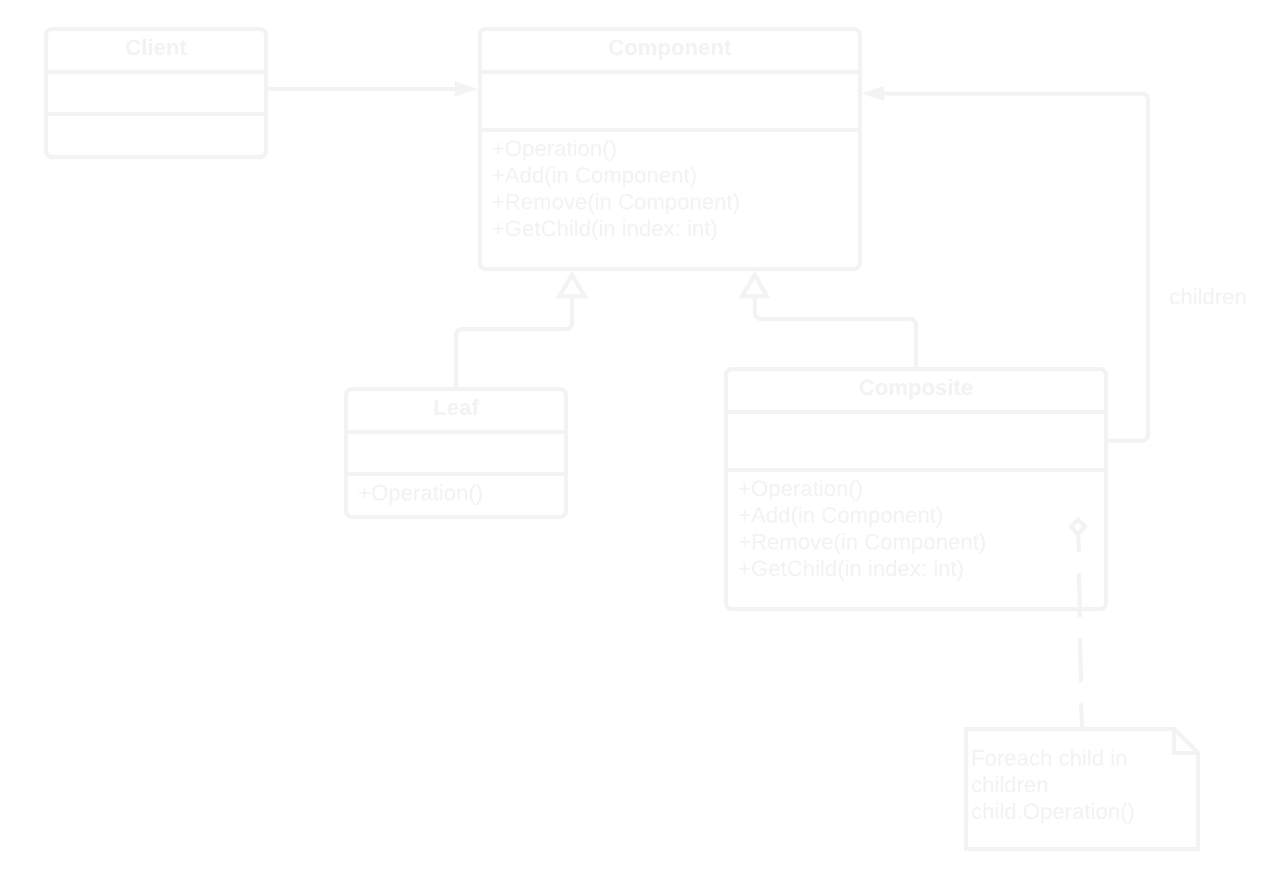 Client
Component
+Operation()
+Add(in Component)
+Remove(in Component)
+GetChild(in index: int)
children
Leaf
+Operation()
Composite
+Operation()
+Add(in Component)
+Remove(in Component)
+GetChild(in index: int)
Foreach child in
children
child.Operation()